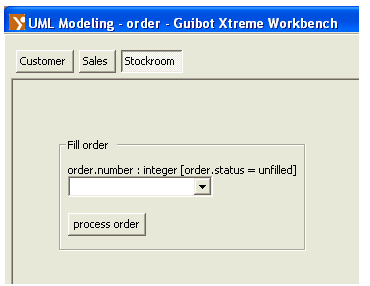 UML Modeling - order - Guibot Xtreme Workbench
Customer Sales Stockroom
Fill order
order.number : integer [order.status = unfilled]
process order